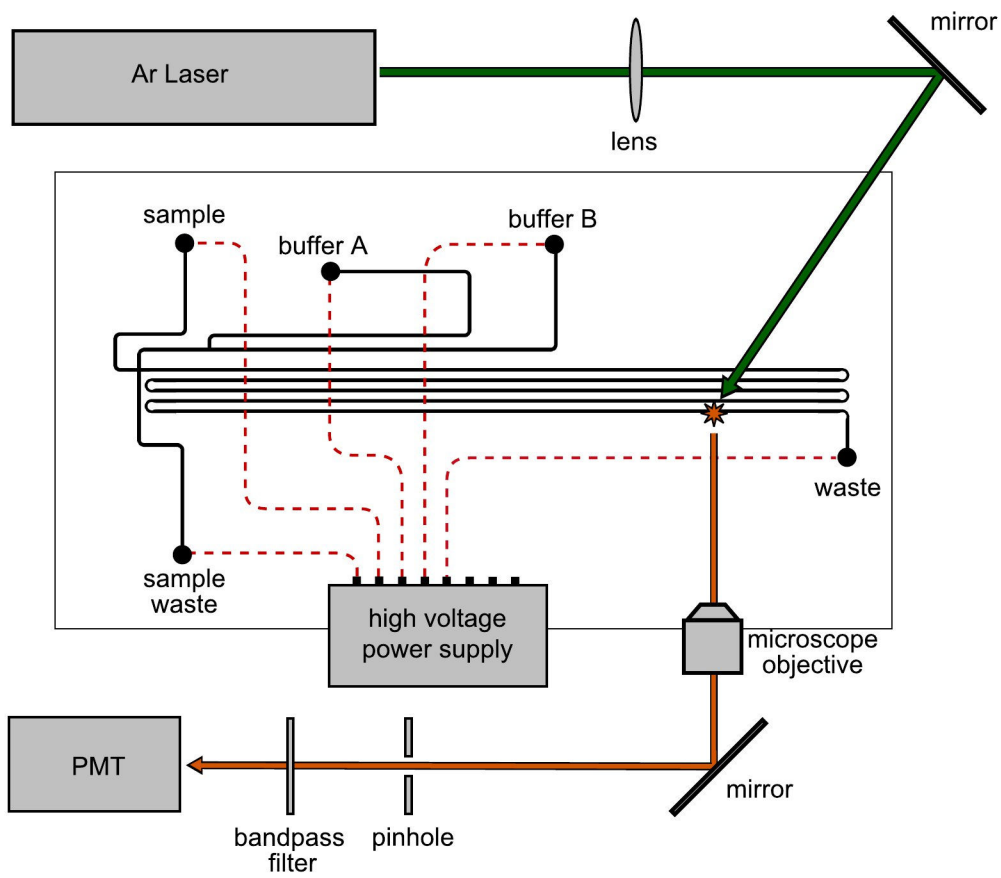 mirror
Ar Laser
lens
sample
buffer A
buffer B
waste
sample
waste
high voltage
power supply
microscope
objective
PMT
mirror
bandpass
filter
pinhole